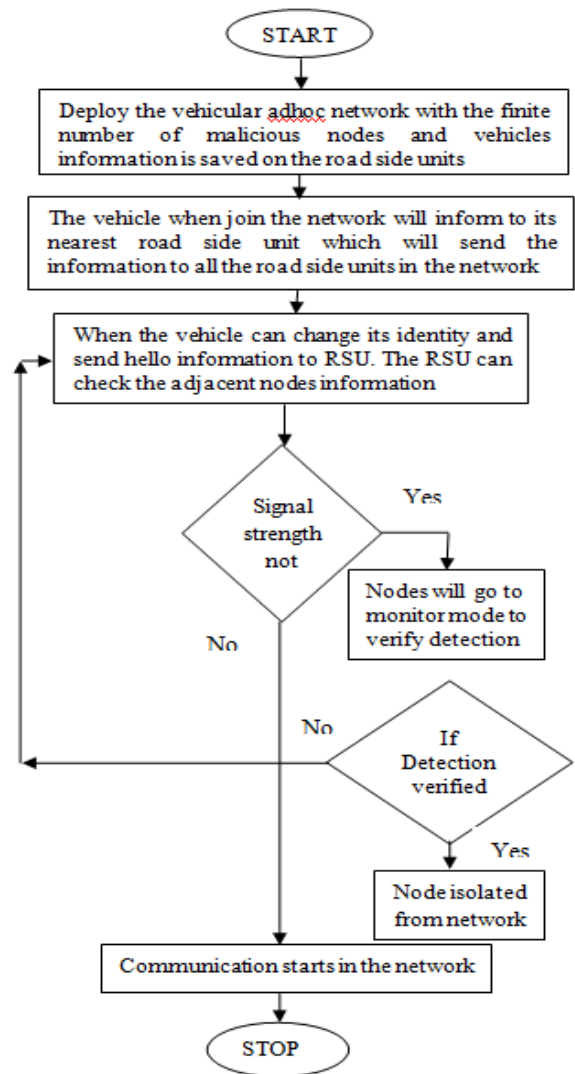 START
Deploy the vehicular adhoc network with the finite
number of malicious nodes and vehicles
information is saved on the road side units
The vehicle when join the network will inform to its
nearest road side unit which will send the
information to all the road side units in the network
When the vehicle can change its identity and
send hello information to RSU. The RSU can
check the adjacent nodes information
Signal
strength
not
Yes
Nodes will go to
monitor mode to
verify detection
No
No
If
Detection
verified
Yes
Node isolated
from network
Communication starts in the network
STOP